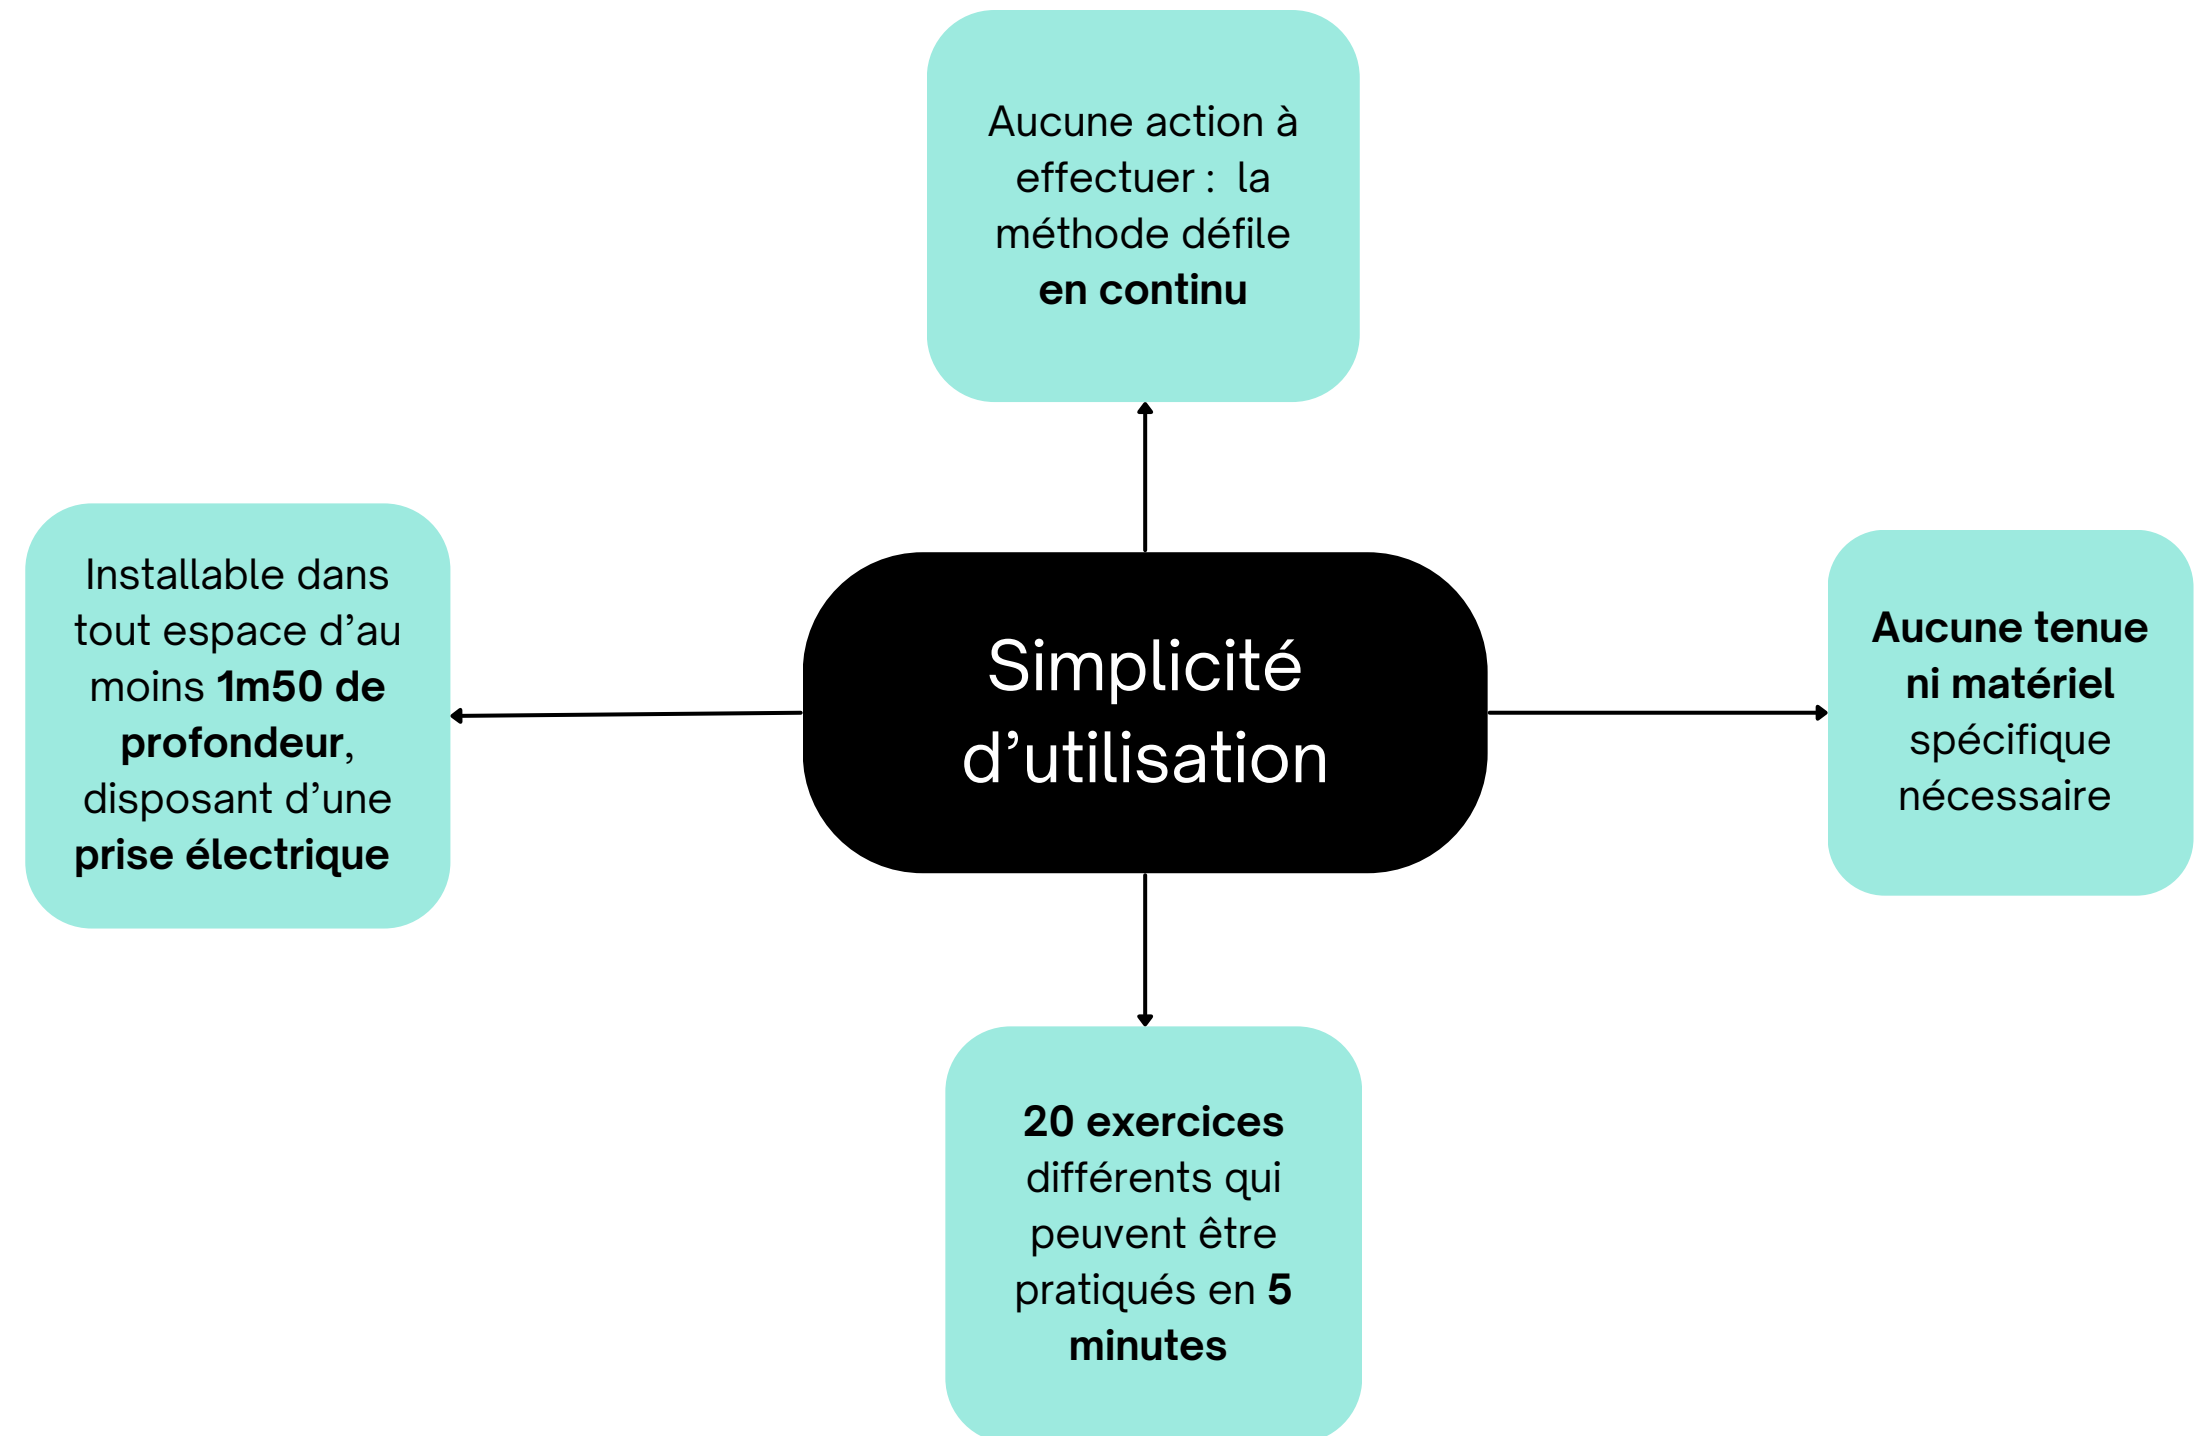 Aucune action à
effectuer :  la
méthode défile
en continu
Installable dans
tout espace d’au
moins 1m50 de
profondeur,
disposant d’une
prise électrique
Simplicité
d’utilisation
Aucune tenue
ni matériel
spécifique
nécessaire
20 exercices
différents qui
peuvent être
pratiqués en 5
minutes